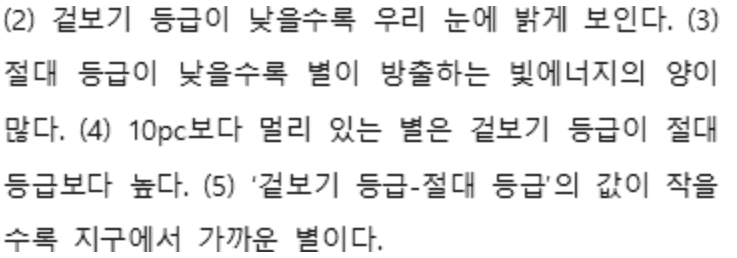 (2) 겉보기 등급이 낮을수록 우리 눈에 밝게 보인다. (3)
절대 등급이 낮을수록 별이 방출하는 빛에너지의 양이
많다. (4) 10pc보다 멀리 있는 별은 겉보기 등급이 절대
등급보다 높다. (5) '겉보기 등급-절대 등급'의 값이 작을
수록 지구에서 가까운 별이다.